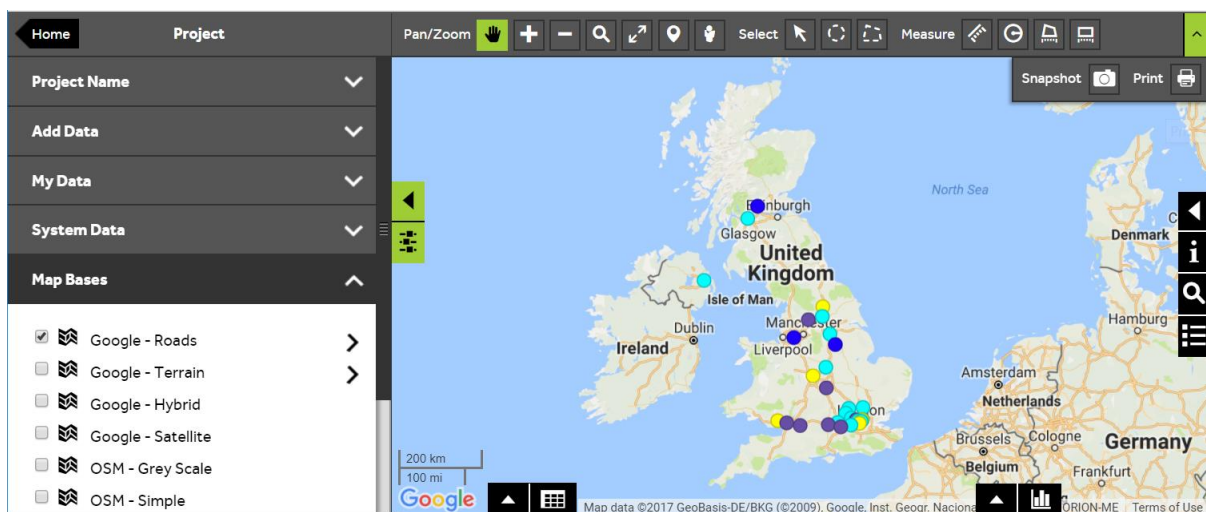 Home
Project
Pan/Zoom
Select
Measure
Project Name
Snapshot
Print
Add Data
My Data
System Data
Map Bases
Google - Roads
Google - Terrain
Google - Hybrid
Google - Satellite
OSM - Grey Scale
OSM - Simple
North Sea
Glasgow
United
Kingdom
Denmark
Isle of Man
Dublin
Hamburg
Ireland
Liverpool
Amsterdam
Netherlands
Brussels
Cologne
Germany
Belgium
Frankfurt
200 km
100 mi
Google
Map data ©2017 GeoBasis-DE/BKG (©2009), Google, Inst. Geogr. Naciona
ORION-ME
Terms of Use